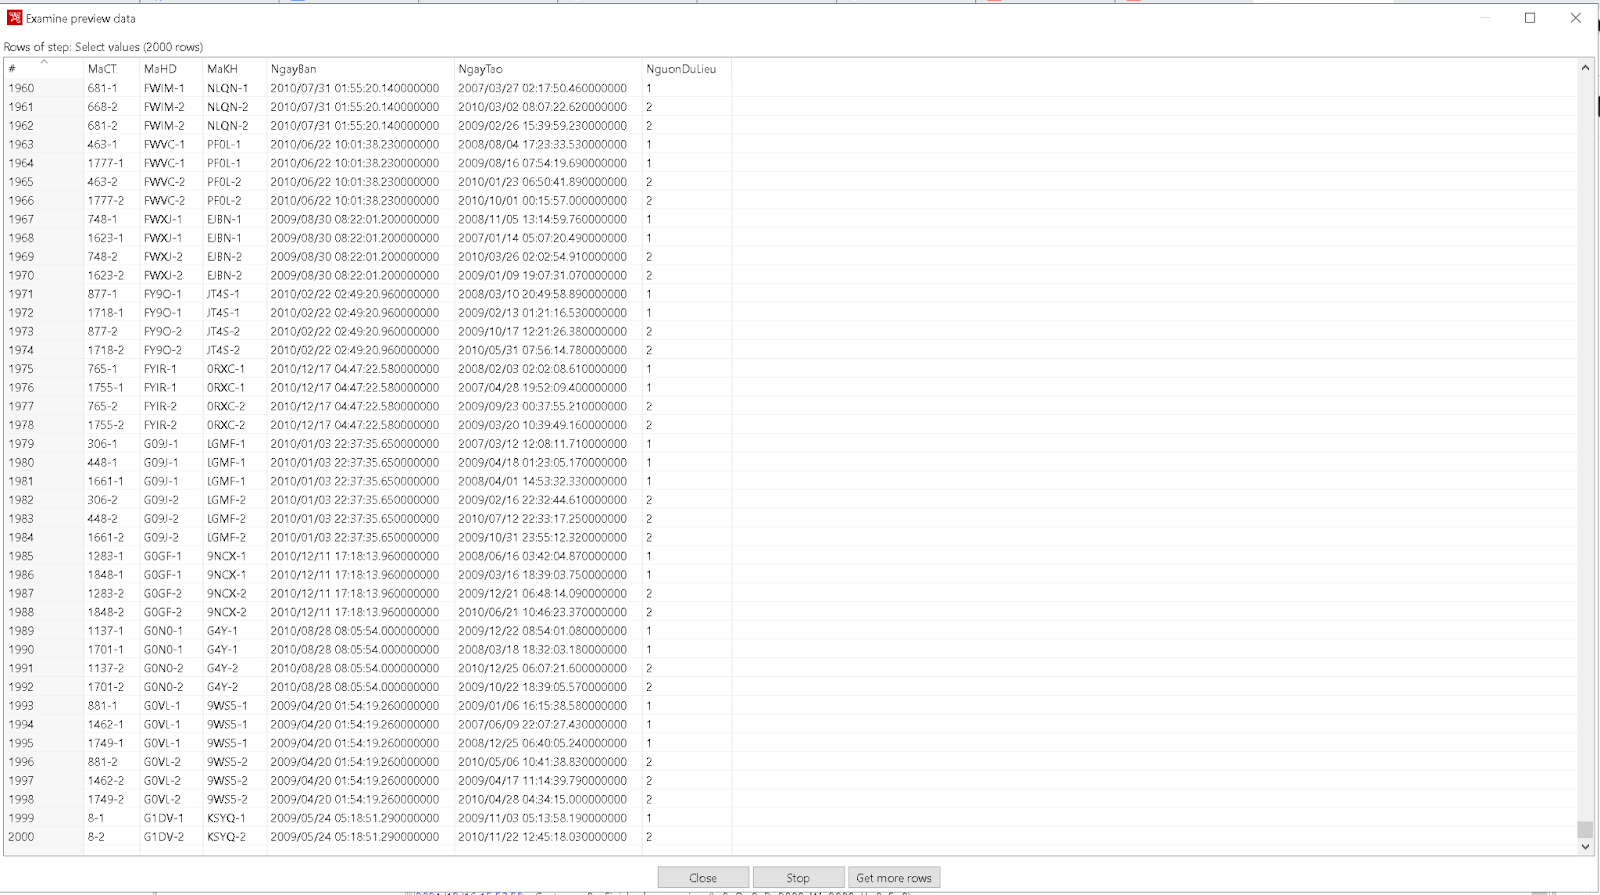 Examine preview data
Rows of step: Select values (2000 rows)
# MaCT MaHD MaKH NgayBan NgayTao NguonDuLieu
1960 681-1 FWIM-1 NLQN-1 2010/07/31 01:55:20.140000000 2007/03/27 02:17:50.460000000 1
1961 668-2 FWIM-2 NLQN-2 2010/07/31 01:55:20.140000000 2010/03/02 08:07:22.620000000 2
1962 681-2 FWIM-2 NLQN-2 2010/07/31 01:55:20.140000000 2009/02/26 15:39:59.230000000 2
1963 463-1 FWVC-1 PF0L-1 2010/06/22 10:01:38.230000000 2008/08/04 17:23:33.530000000 1
1964 1777-1 FWVC-1 PF0L-1 2010/06/22 10:01:38.230000000 2009/08/16 07:54:19.690000000 1
1965 463-2 FWVC-2 PF0L-2 2010/06/22 10:01:38.230000000 2010/01/23 06:50:41.890000000 2
1966 1777-2 FWVC-2 PF0L-2 2010/06/22 10:01:38.230000000 2010/10/01 00:15:57.000000000 2
1967 748-1 FWXJ-1 EJBN-1 2009/08/30 08:22:01.200000000 2008/11/05 13:14:59.760000000 1
1968 1623-1 FWXJ-1 EJBN-1 2009/08/30 08:22:01.200000000 2007/01/14 05:07:20.490000000 1
1969 748-2 FWXJ-2 EJBN-2 2009/08/30 08:22:01.200000000 2010/03/26 02:02:54.910000000 2
1970 1623-2 FWXJ-2 EJBN-2 2009/08/30 08:22:01.200000000 2009/01/09 19:07:31.070000000 2
1971 877-1 FY9O-1 JT4S-1 2010/02/22 02:49:20.960000000 2008/03/10 20:49:58.890000000 1
1972 1718-1 FY9O-1 JT4S-1 2010/02/22 02:49:20.960000000 2009/02/13 01:21:16.530000000 1
1973 877-2 FY9O-2 JT4S-2 2010/02/22 02:49:20.960000000 2009/10/17 12:21:26.380000000 2
1974 1718-2 FY9O-2 JT4S-2 2010/02/22 02:49:20.960000000 2010/05/31 07:56:14.780000000 2
1975 765-1 FYIR-1 0RXC-1 2010/12/17 04:47:22.580000000 2008/02/03 02:02:08.610000000 1
1976 1755-1 FYIR-1 0RXC-1 2010/12/17 04:47:22.580000000 2007/04/28 19:52:09.400000000 1
1977 765-2 FYIR-2 0RXC-2 2010/12/17 04:47:22.580000000 2009/09/23 00:37:55.210000000 2
1978 1755-2 FYIR-2 0RXC-2 2010/12/17 04:47:22.580000000 2009/03/20 10:39:49.160000000 2
1979 306-1 G09J-1 LGMF-1 2010/01/03 22:37:35.650000000 2007/03/12 12:08:11.710000000 1
1980 448-1 G09J-1 LGMF-1 2010/01/03 22:37:35.650000000 2009/04/18 01:23:05.170000000 1
1981 1661-1 G09J-1 LGMF-1 2010/01/03 22:37:35.650000000 2008/04/01 14:53:32.330000000 1
1982 306-2 G09J-2 LGMF-2 2010/01/03 22:37:35.650000000 2009/02/16 22:32:44.610000000 2
1983 448-2 G09J-2 LGMF-2 2010/01/03 22:37:35.650000000 2010/07/12 22:33:17.250000000 2
1984 1661-2 G09J-2 LGMF-2 2010/01/03 22:37:35.650000000 2009/10/31 23:55:12.320000000 2
1985 1283-1 G0GF-1 9NCX-1 2010/12/11 17:18:13.960000000 2008/06/16 03:42:04.870000000 1
1986 1848-1 G0GF-1 9NCX-1 2010/12/11 17:18:13.960000000 2009/03/16 18:39:03.750000000 1
1987 1283-2 G0GF-2 9NCX-2 2010/12/11 17:18:13.960000000 2009/12/21 06:48:14.090000000 2
1988 1848-2 G0GF-2 9NCX-2 2010/12/11 17:18:13.960000000 2010/06/21 10:46:23.370000000 2
1989 1137-1 G0N0-1 G4Y-1 2010/08/28 08:05:54.000000000 2009/12/22 08:54:01.080000000 1
1990 1701-1 G0N0-1 G4Y-1 2010/08/28 08:05:54.000000000 2008/03/18 18:32:03.180000000 1
1991 1137-2 G0N0-2 G4Y-2 2010/08/28 08:05:54.000000000 2010/12/25 06:07:21.600000000 2
1992 1701-2 G0N0-2 G4Y-2 2010/08/28 08:05:54.000000000 2009/10/22 18:39:05.570000000 2
1993 881-1 G0VL-1 9WS5-1 2009/04/20 01:54:19.260000000 2009/01/06 16:15:38.580000000 1
1994 1462-1 G0VL-1 9WS5-1 2009/04/20 01:54:19.260000000 2007/06/09 22:07:27.430000000 1
1995 1749-1 G0VL-1 9WS5-1 2009/04/20 01:54:19.260000000 2008/12/25 06:40:05.240000000 1
1996 881-2 G0VL-2 9WS5-2 2009/04/20 01:54:19.260000000 2010/05/06 10:41:38.830000000 2
1997 1462-2 G0VL-2 9WS5-2 2009/04/20 01:54:19.260000000 2009/04/17 11:14:39.790000000 2
1998 1749-2 G0VL-2 9WS5-2 2009/04/20 01:54:19.260000000 2010/04/28 04:34:15.000000000 2
1999 8-1 G1DV-1 KSYQ-1 2009/05/24 05:18:51.290000000 2009/11/03 05:13:58.190000000 1
2000 8-2 G1DV-2 KSYQ-2 2009/05/24 05:18:51.290000000 2010/11/22 12:45:18.030000000 2
Close Stop Get more rows